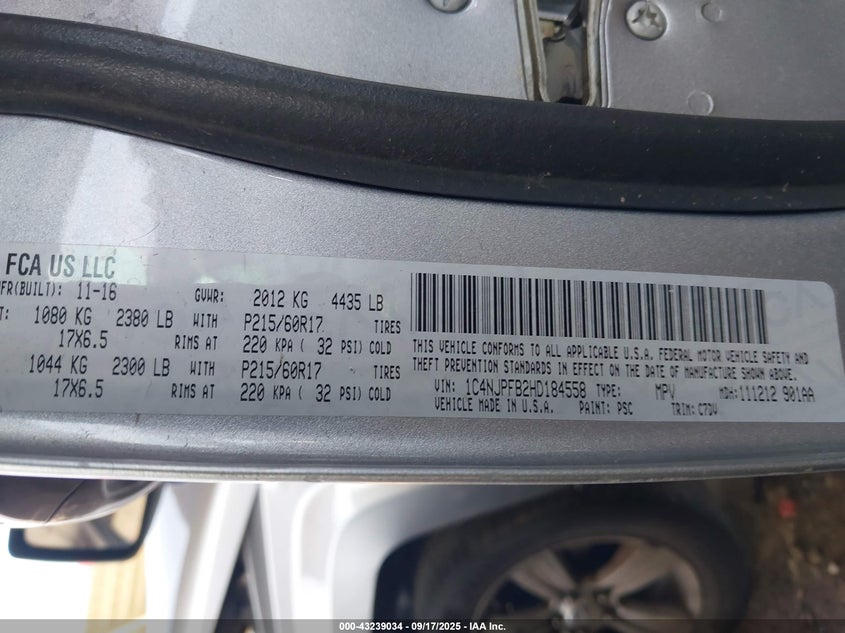 FCA US LLC
FR(BUILT): 11-16 GVWR: 2012 KG 4435 LB
T: 1080 KG 2380 LB WITH P215/60R17 TIRES
17X6.5 RIMS AT 220 KPA ( 32 PSI) COLD
1044 KG 2300 LB WITH P215/60R17 TIRES
17X6.5 RIMS AT 220 KPA ( 32 PSI) COLD
THIS VEHICLE CONFORMS TO ALL APPLICABLE U.S.A. FEDERAL MOTOR VEHICLE SAFETY AND
THEFT PREVENTION STANDARDS IN EFFECT ON THE DATE OF MANUFACTURE SHOWN ABOVE.
VIN: 1C4NJPFB2HD184558 TYPE: MPV MDH: 111212 901AA
VEHICLE MADE IN U.S.A. PAINT: PSC TRIM: C7DV
000-43239034 - 09/17/2025 - IAA Inc.